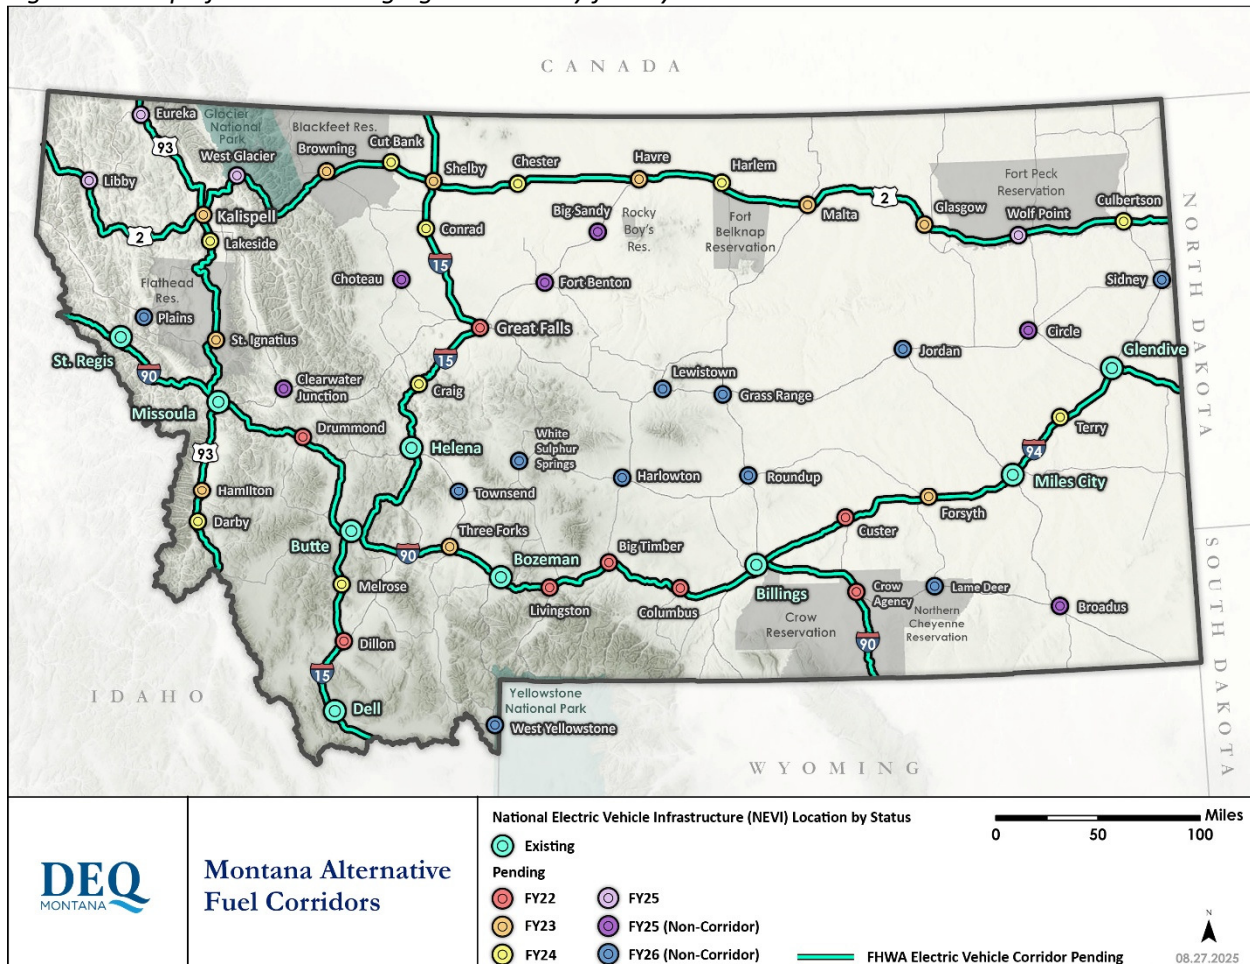 CANADA
Eureka
Glacier
National
Park
93
West Glacier
Blackfeet Res.
Browning
Cut Bank
Shelby
Chester
Havre
Harlem
Libby
Kalispell
2
Lakeside
Conrad
Big Sandy
Rocky
Boy's
Res.
Fort
Belknap
Reservation
Malta
2
Glasgow
Fort Peck
Reservation
Wolf Point
Culbertson
NORTH DAKOTA
Flathead
Res.
Plains
Choteau
15
Fort Benton
Sidney
St. Regis
90
St. Ignatius
Great Falls
15
Jordan
Circle
Glendive
Missoula
Clearwater
Junction
Craig
Lewistown
Grass Range
Terry
94
Drummond
93
Helena
White
Sulphur
Springs
Harlowton
Roundup
Miles City
Hamilton
Townsend
Forsyth
Darby
Butte
90
Three Forks
Bozeman
Big Timber
Custer
SOUTH DAKOTA
Melrose
Livingston
Columbus
Billings
Crow
Agency
Lame Deer
Northern
Cheyenne
Reservation
Broadus
Crow
Reservation
90
Dillon
15
Dell
IDAHO
Yellowstone
National Park
West Yellowstone
WYOMING
DEQ
MONTANA
Montana Alternative
Fuel Corridors
National Electric Vehicle Infrastructure (NEVI) Location by Status
Existing
Pending
FY22
FY23
FY24
FY25
FY25 (Non-Corridor)
FY26 (Non-Corridor)
FHWA Electric Vehicle Corridor Pending
Miles
0 50 100
N
08.27.2025